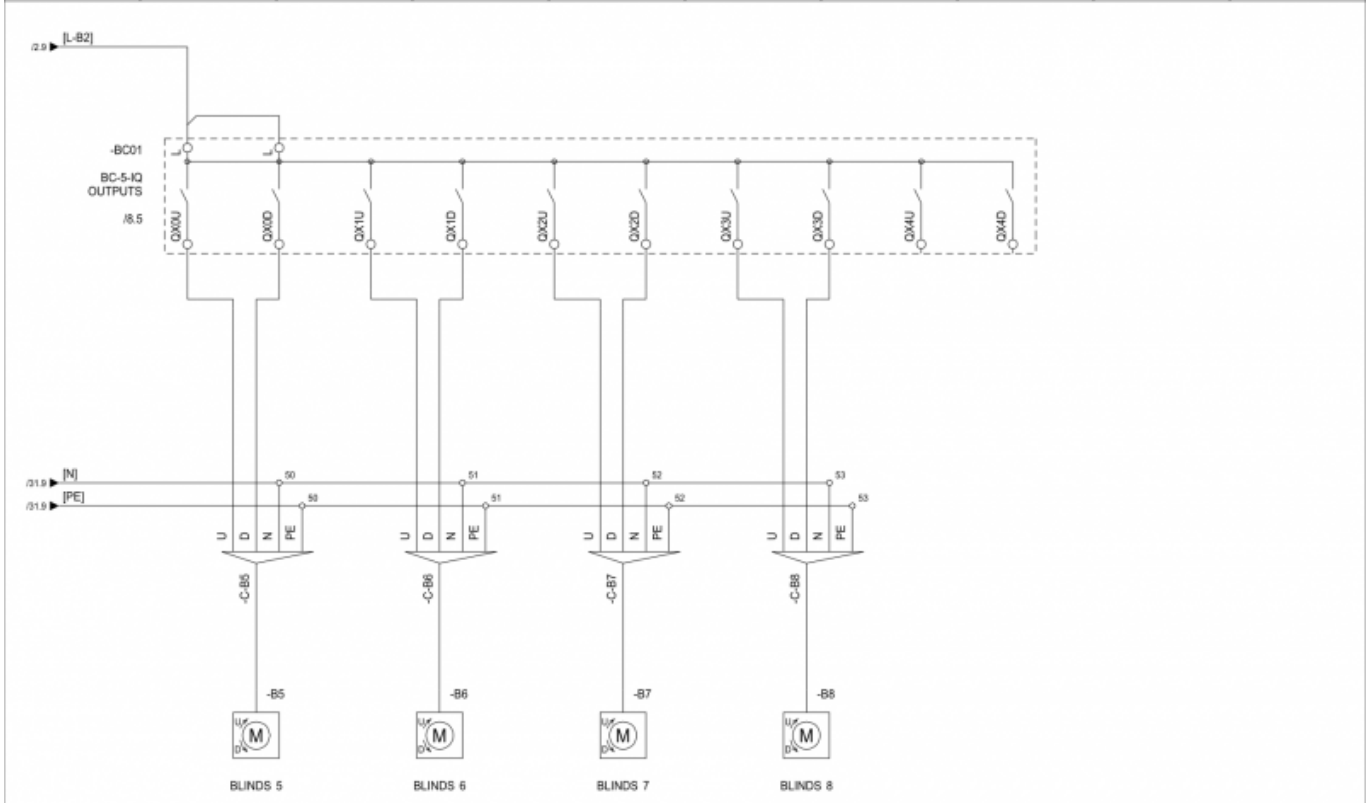 [L-B2]
/2.9
-BC01
BC-5-IQ
OUTPUTS
/8.5
L L
QX0U QX0D QX1U QX1D QX2U QX2D QX3U QX3D QX4U QX4D
[N]
/31.9
50 51 52 53
[PE]
/31.9
50 51 52 53
U D N PE U D N PE U D N PE U D N PE
-C-B5 -C-B6 -C-B7 -C-B8
-B5 -B6 -B7 -B8
U U U U
M M M M
D D D D
BLINDS 5 BLINDS 6 BLINDS 7 BLINDS 8